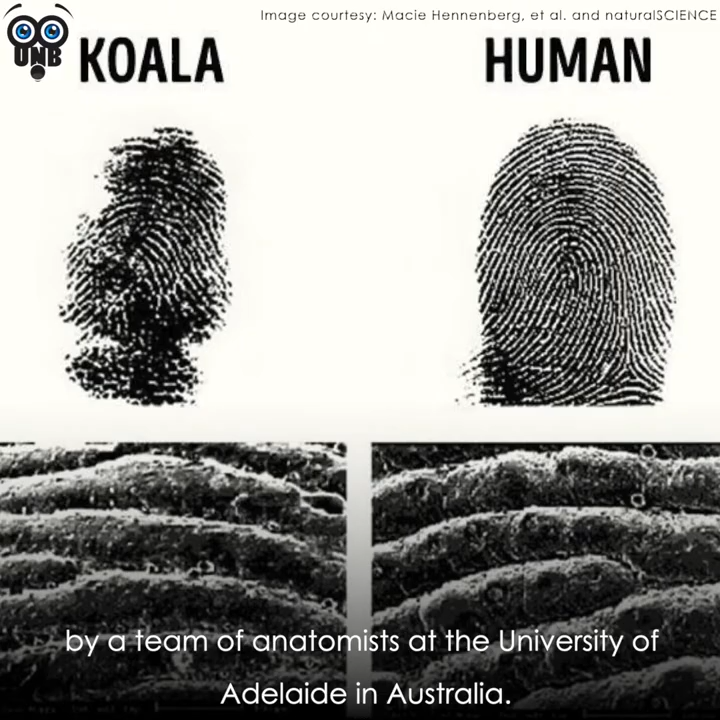 Image courtesy: Macie Hennenberg, et al. and naturalSCIENCE
UNB
KOALA
HUMAN
by a team of anatomists at the University of
Adelaide in Australia.